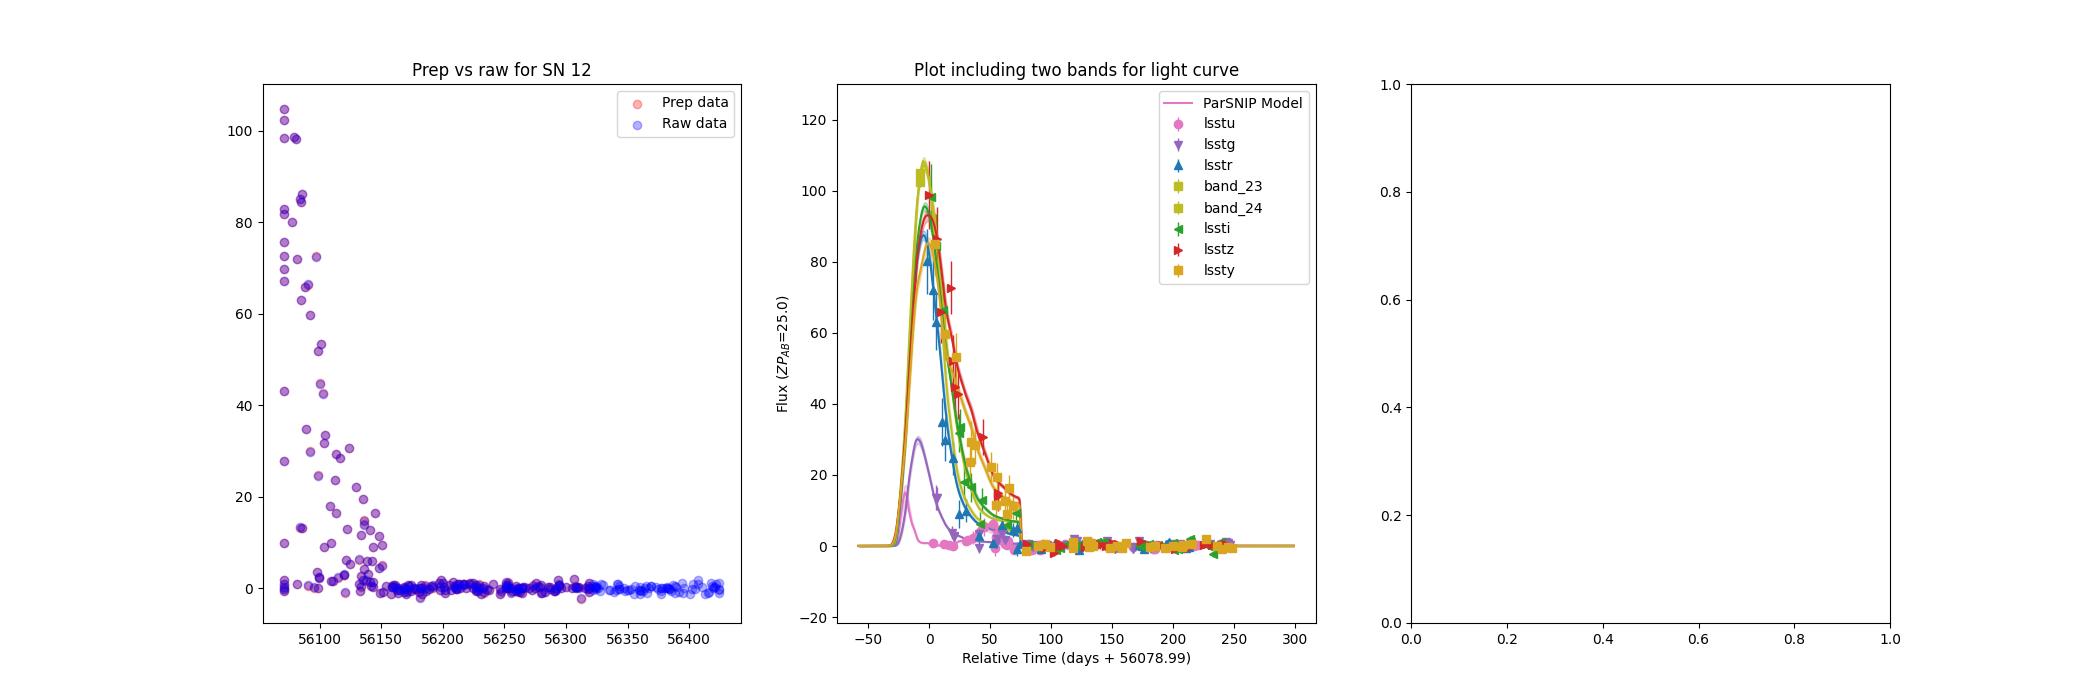 Prep vs raw for SN 12
Prep data
Raw data
100
80
60
40
20
0
56100 56150 56200 56250 56300 56350 56400
Plot including two bands for light curve
ParSNIP Model
lsstu
lsstg
lsstr
band_23
band_24
lssti
lsstz
lssty
Flux (ZP_AB=25.0)
120
100
80
60
40
20
0
−20
−50 0 50 100 150 200 250 300
Relative Time (days + 56078.99)
1.0
0.8
0.6
0.4
0.2
0.0
0.0 0.2 0.4 0.6 0.8 1.0